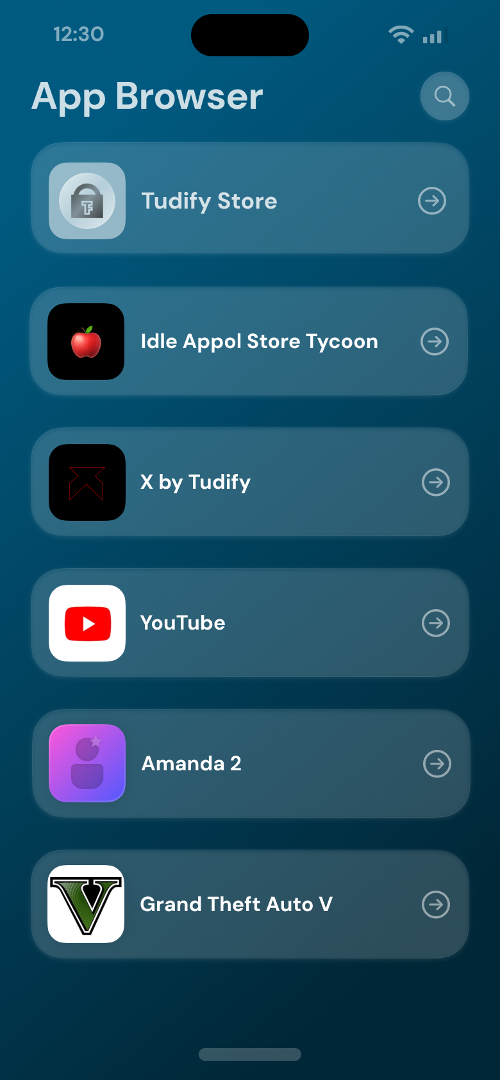 12:30
App Browser
Tudify Store
Idle Appol Store Tycoon
X by Tudify
YouTube
Amanda 2
V
Grand Theft Auto V